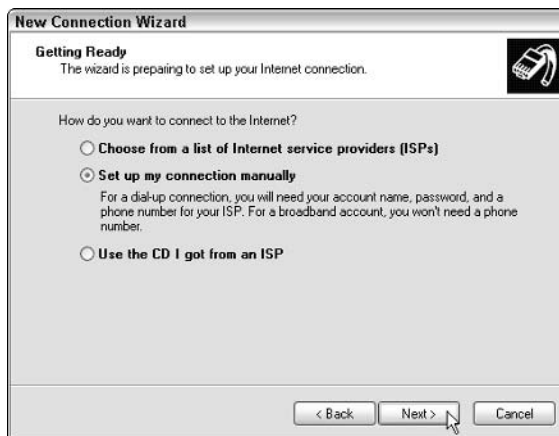 New Connection Wizard
Getting Ready
The wizard is preparing to set up your Internet connection.
How do you want to connect to the Internet?
Choose from a list of Internet service providers (ISPs)
Set up my connection manually
For a dial-up connection, you will need your account name, password, and a
phone number for your ISP. For a broadband account, you won't need a phone
number.
Use the CD I got from an ISP
< Back Next > Cancel